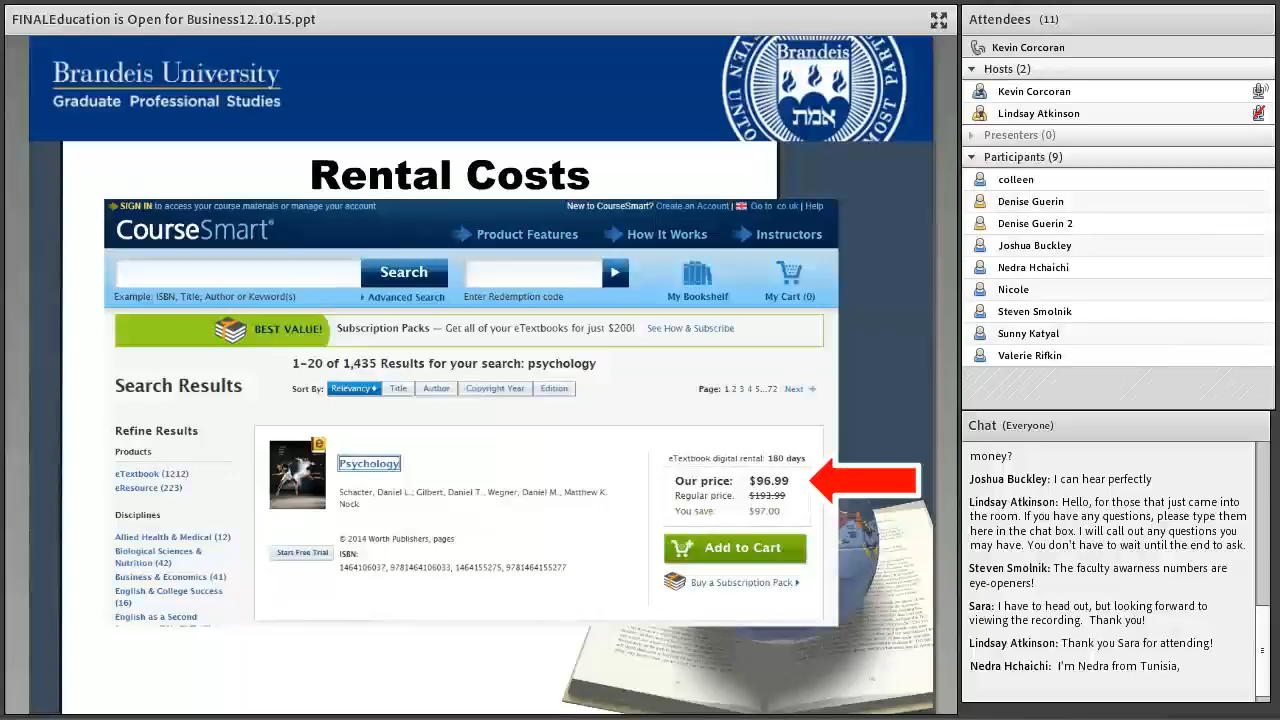 FINALEducation is Open for Business12.10.15.ppt
Brandeis University
Graduate Professional Studies
Brandeis
אמת
Rental Costs
SIGN IN to access your course materials or manage your account
New to CourseSmart? Create an Account | Go to co.uk | Help
CourseSmart®
Product Features
How It Works
Instructors
Search
Example: ISBN, Title, Author or Keyword(s)
Advanced Search
Enter Redemption code
My Bookshelf
My Cart (0)
BEST VALUE!
Subscription Packs — Get all of your eTextbooks for just $200!
See How & Subscribe
1-20 of 1,435 Results for your search: psychology
Search Results
Sort By: Relevancy Title Author Copyright Year Edition
Page: 1 2 3 4 5...72 Next
Refine Results
Products
eTextbook (1212)
eResource (223)
Disciplines
Allied Health & Medical (12)
Biological Sciences &
Nutrition (42)
Business & Economics (41)
English & College Success
(16)
English as a Second
e
Psychology
Schacter, Daniel L.; Gilbert, Daniel T.; Wegner, Daniel M.; Matthew K.
Nock
Start Free Trial
© 2014 Worth Publishers, pages
ISBN:
1464106037, 9781464106033, 1464155275, 9781464155277
eTextbook digital rental: 180 days
Our price: $96.99
Regular price: $193.99
You save: $97.00
Add to Cart
Buy a Subscription Pack
Attendees (11)
Kevin Corcoran
Hosts (2)
Kevin Corcoran
Lindsay Atkinson
Presenters (0)
Participants (9)
colleen
Denise Guerin
Denise Guerin 2
Joshua Buckley
Nedra Hchaichi
Nicole
Steven Smolnik
Sunny Katyal
Valerie Rifkin
Chat (Everyone)
money?
Joshua Buckley: I can hear perfectly
Lindsay Atkinson: Hello, for those that just came into
the room. If you have any questions, please type them
here in the chat box. I will call out any questions you
may have. You don't have to wait until the end to ask.
Steven Smolnik: The faculty awarness numbers are
eye-openers!
Sara: I have to head out, but looking forward to
viewing the recording. Thank you!
Lindsay Atkinson: Thank you Sara for attending!
Nedra Hchaichi: I'm Nedra from Tunisia,